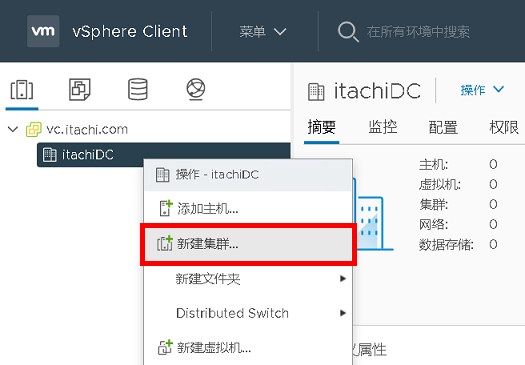 vm vSphere Client 菜单 在所有环境中搜索
vc.itachi.com
itachiDC
操作 - itachiDC
添加主机...
新建集群...
新建文件夹
Distributed Switch
新建虚拟机...
itachiDC 操作
摘要 监控 配置 权限
主机: 0
虚拟机: 0
集群: 0
网络: 0
数据存储: 0
属性